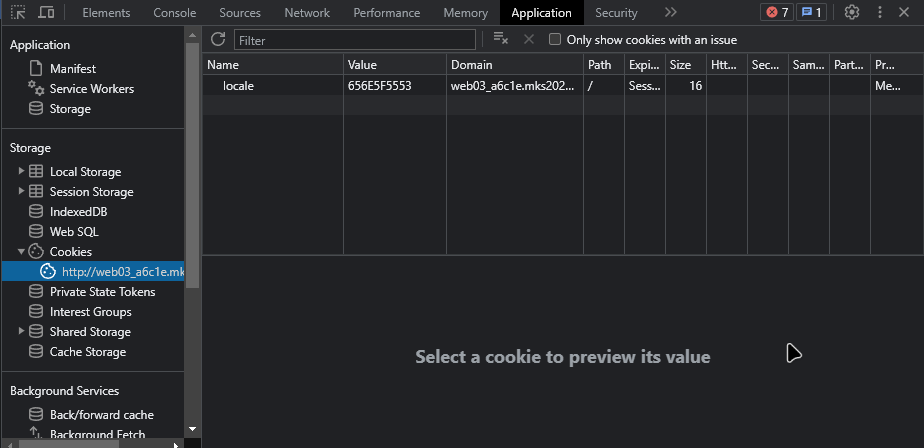 Elements Console Sources Network Performance Memory Application Security 7 1
Application
Manifest
Service Workers
Storage
Storage
Local Storage
Session Storage
IndexedDB
Web SQL
Cookies
http://web03_a6c1e.mk
Private State Tokens
Interest Groups
Shared Storage
Cache Storage
Background Services
Back/forward cache
Background Fetch
Filter Only show cookies with an issue
Name Value Domain Path Expi... Size Htt... Sec... Sam... Part... Pr...
locale 656E5F5553 web03_a6c1e.mks202... / Sess... 16 Me...
Select a cookie to preview its value